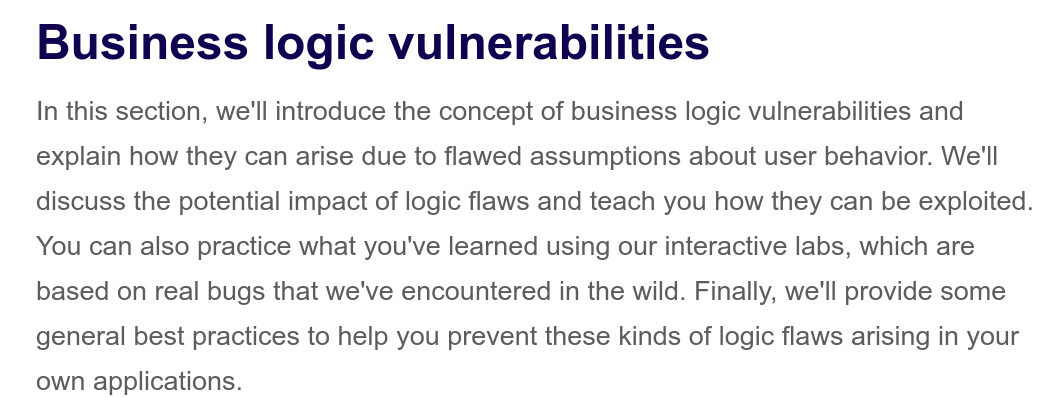 Business logic vulnerabilities
In this section, we'll introduce the concept of business logic vulnerabilities and
explain how they can arise due to flawed assumptions about user behavior. We'll
discuss the potential impact of logic flaws and teach you how they can be exploited.
You can also practice what you've learned using our interactive labs, which are
based on real bugs that we've encountered in the wild. Finally, we'll provide some
general best practices to help you prevent these kinds of logic flaws arising in your
own applications.